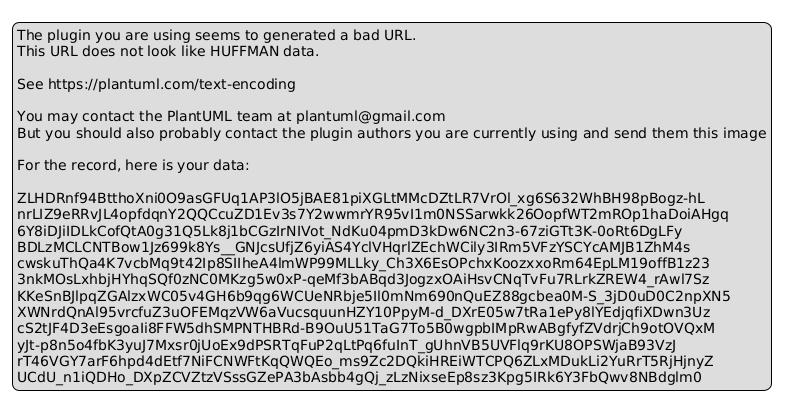 The plugin you are using seems to generated a bad URL.
This URL does not look like HUFFMAN data.
See https://plantuml.com/text-encoding
You may contact the PlantUML team at plantuml@gmail.com
But you should also probably contact the plugin authors you are currently using and send them this image
For the record, here is your data:
ZLHDRnf94BtthoXni0O9asGFUq1AP3lO5jBAE81piXGLtMMcDZtLR7VrOl_xg6S632WhBH98pBogz-hL
nrLIZ9eRRvJL4opfdqnY2QQCcuZD1Ev3s7Y2wwmrYR95vI1m0NSSarwkk26OopfWT2mROp1haDoiAHgq
6Y8iDJiIDLkCofQtA0g31Q5Lk8j1bCGzIrNIVot_NdKu04pmD3kDw6NC2n3-67ziGTt3K-0oRt6DgLFy
BDLzMCLCNTBow1Jz699k8Ys__GNJcsUfjZ6yiAS4YclVHqrlZEchWCily3IRm5VFzYSCYcAMJB1ZhM4s
cwskuThQa4K7vcbMq9t42Ip8SIIheA4lmWP99MLLky_Ch3X6EsOPchxKoozxxoRm64EpLM19offB1z23
3nkMOsLxhbjHYhqSQf0zNC0MKzg5w0xP-qeMf3bABqd3JogzxOAiHsvCNqTvFu7RLrkZREW4_rAwl7Sz
KKeSnBJlpqZGAlzxWC05v4GH6b9qg6WCUeNRbje5Il0mNm690nQuEZ88gcbea0M-S_3jD0uD0C2npXN5
XWNrdQnAl95vrcfuZ3uOFEMqzVW6aVucsquunHZY10PpyM-d_DXrE05w7tRa1ePy8lYEdjqfiXDwn3Uz
cS2tJF4D3eEsgoaIi8FFW5dhSMPNTHBRd-B9OuU51TaG7To5B0wgpbIMpRwABgfyfZVdrjCh9otOVQxM
yJt-p8n5o4fbK3yuJ7Mxsr0jUoEx9dPSRTqFuP2qLtPq6fuInT_gUhnVB5UVFlq9rKU8OPSWjaB93VzJ
rT46VGY7arF6hpd4dEtf7NiFCNWFtKqQWQEo_ms9Zc2DQkiHREiWTCPQ6ZLxMDukLi2YuRrT5RjHjnyZ
UCdU_n1iQDHo_DXpZCVZtzVSssGZePA3bAsbb4gQj_zLzNixseEp8sz3Kpg5IRk6Y3FbQwv8NBdglm0